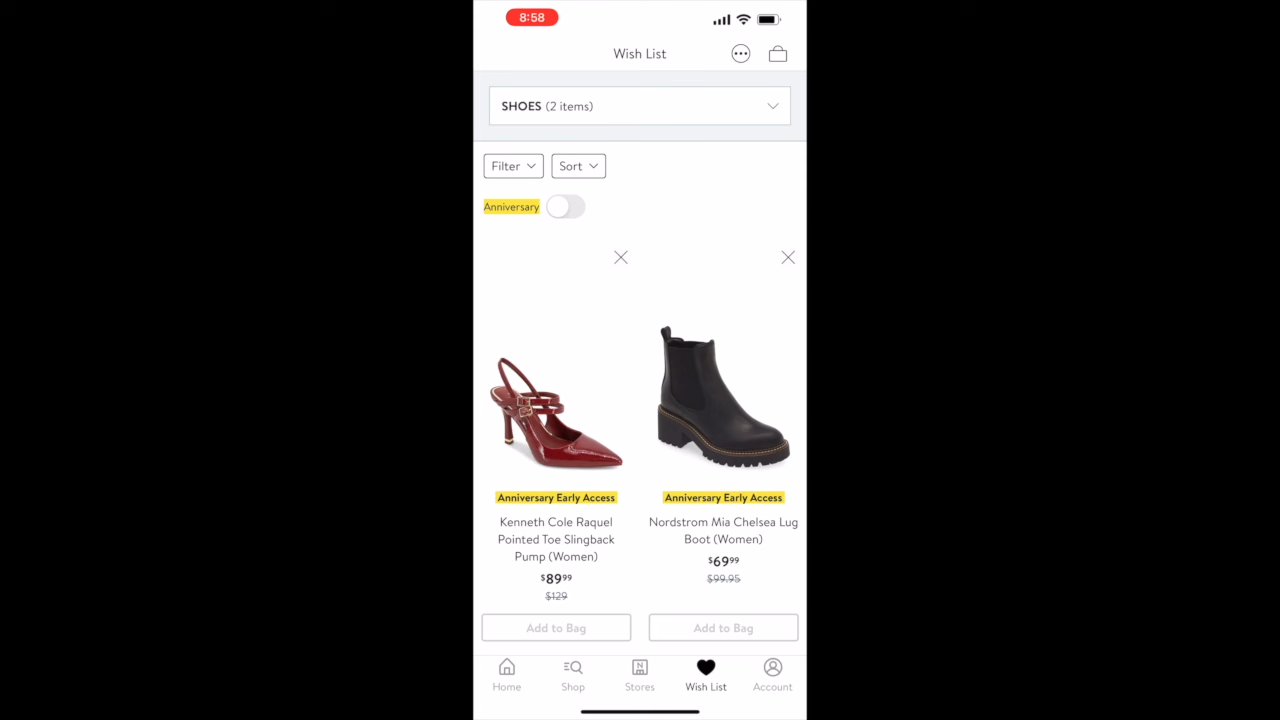 8:58
Wish List
SHOES (2 items)
Filter
Sort
Anniversary
Anniversary Early Access
Kenneth Cole Raquel
Pointed Toe Slingback
Pump (Women)
$89.99
$129
Add to Bag
Anniversary Early Access
Nordstrom Mia Chelsea Lug
Boot (Women)
$69.99
$99.95
Add to Bag
Home
Shop
N
Stores
Wish List
Account